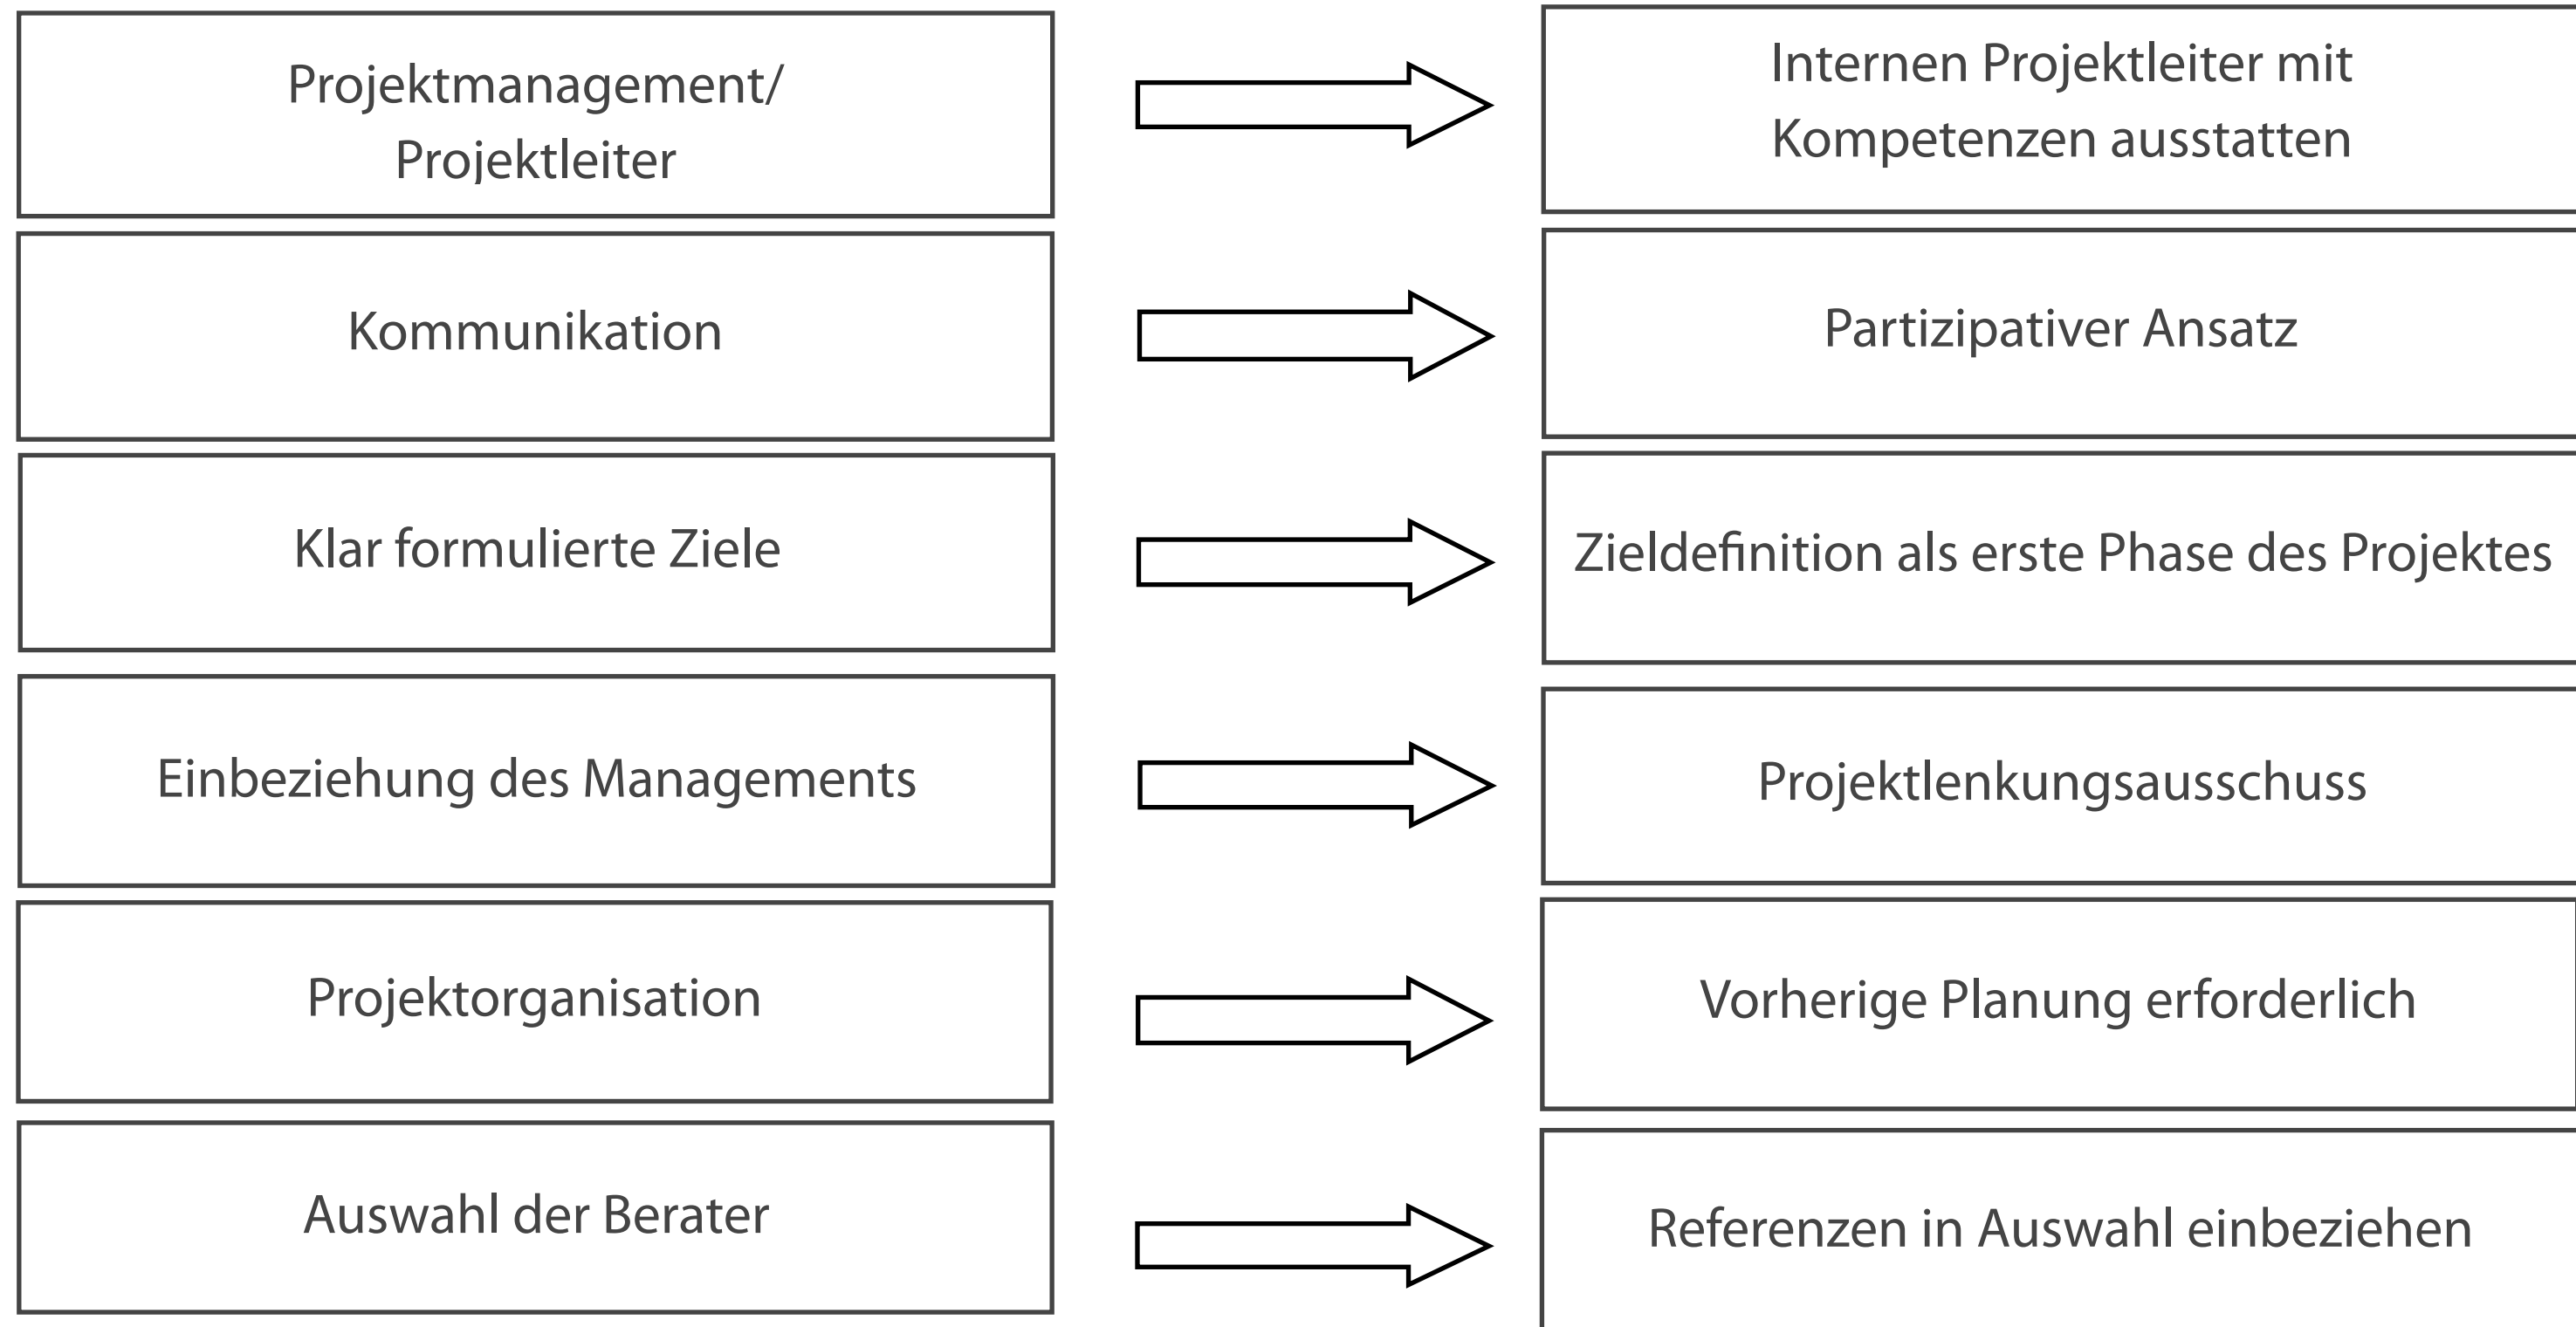 Projektmanagement/
Projektleiter
Internen Projektleiter mit
Kompetenzen ausstatten
Kommunikation
Partizipativer Ansatz
Klar formulierte Ziele
Zieldefinition als erste Phase des Projektes
Einbeziehung des Managements
Projektlenkungsausschuss
Projektorganisation
Vorherige Planung erforderlich
Auswahl der Berater
Referenzen in Auswahl einbeziehen